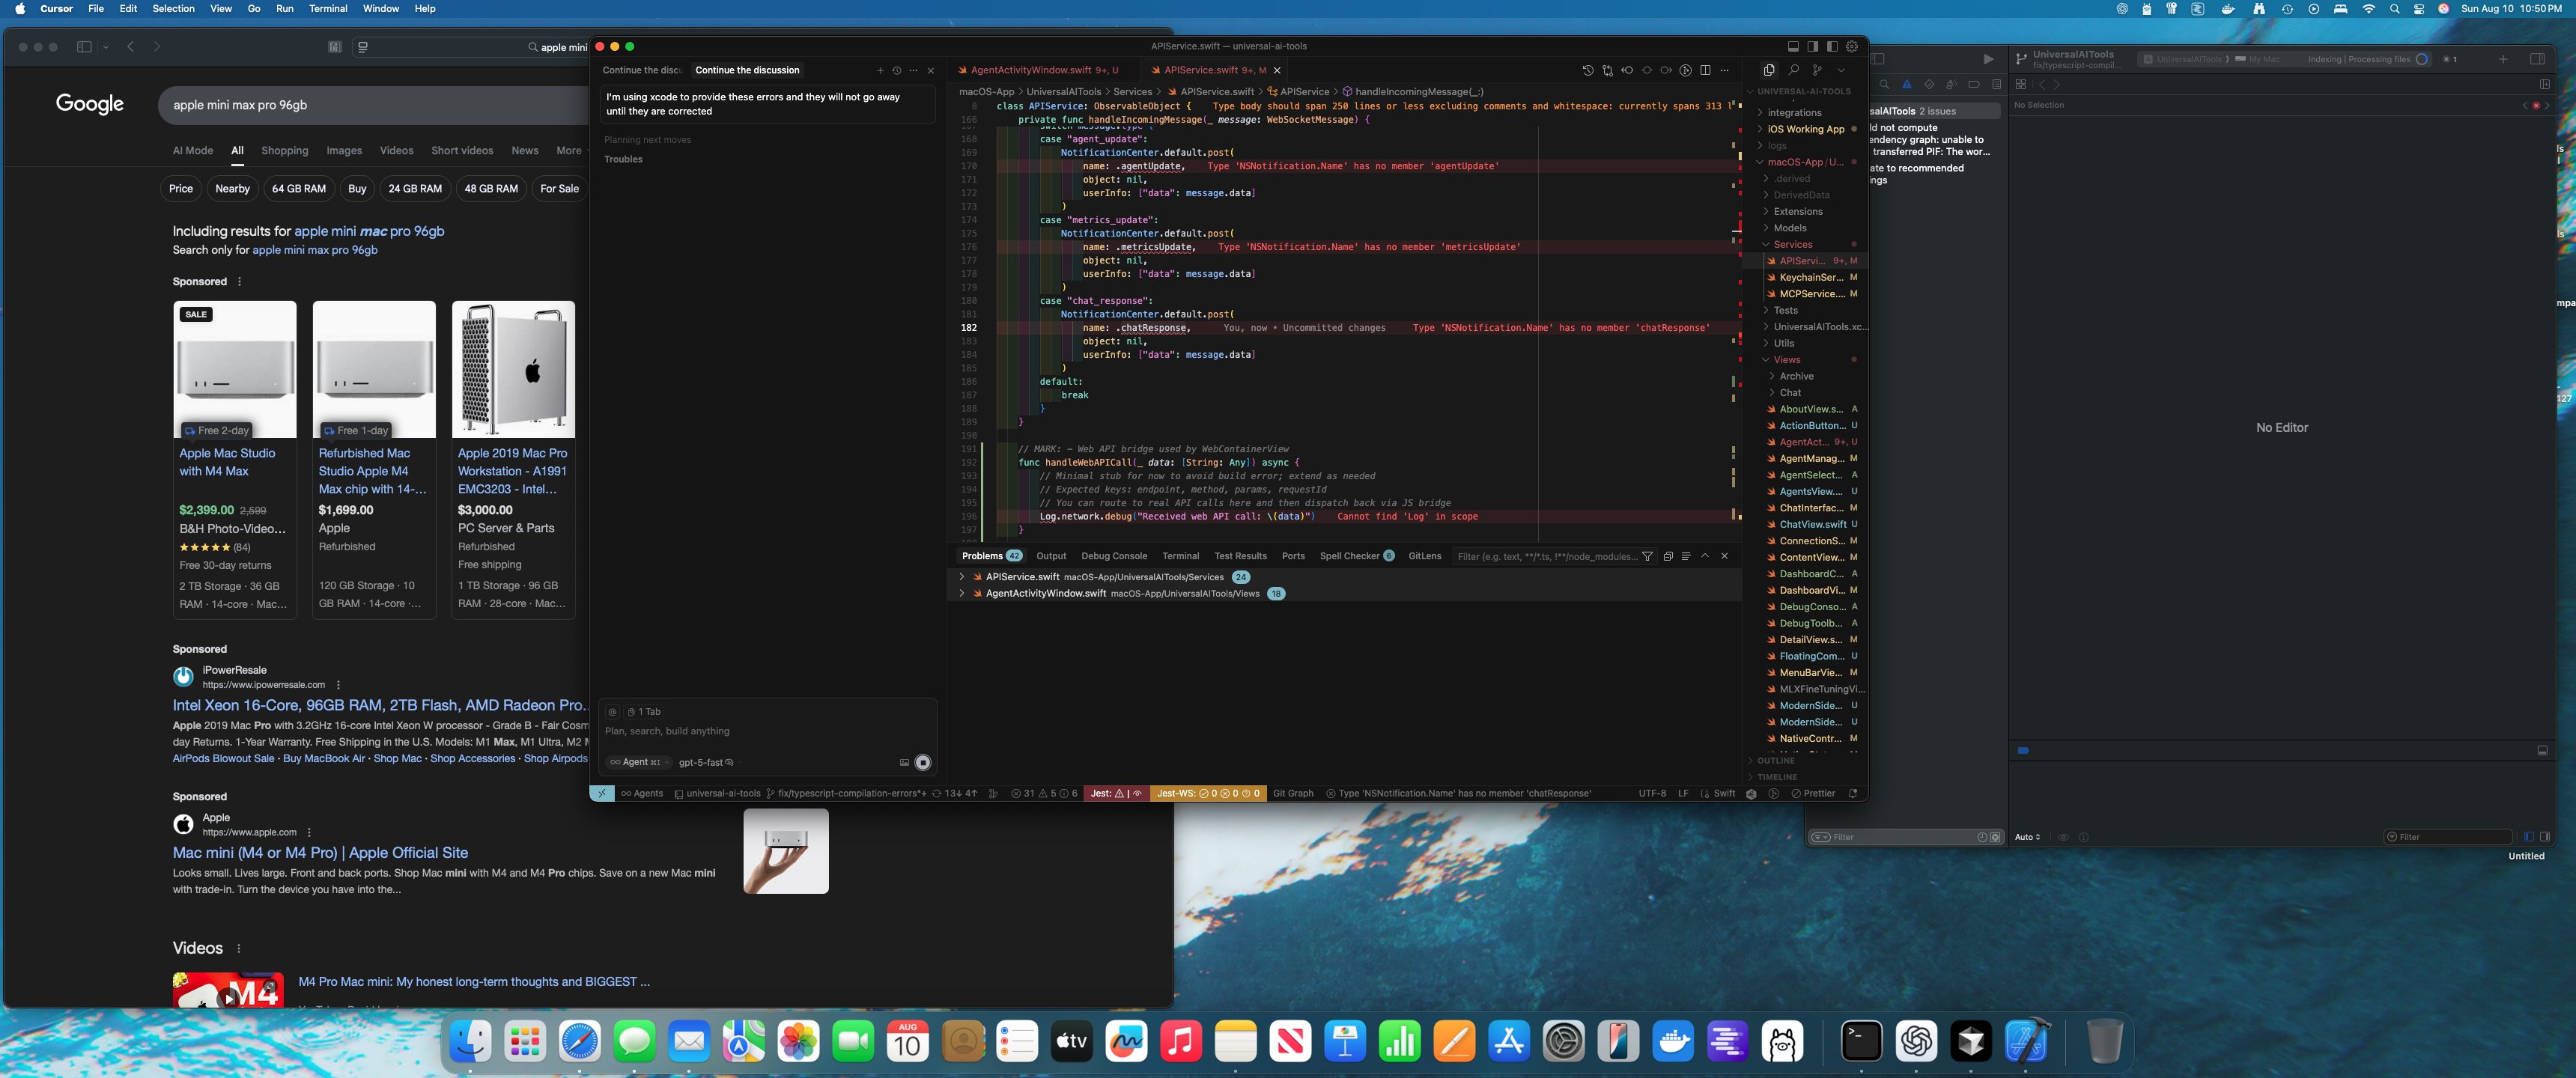 Cursor File Edit Selection View Go Run Terminal Window Help
Sun Aug 10 10:50 PM
apple mini
Google
apple mini max pro 96gb
AI Mode All Shopping Images Videos Short videos News More
Price Nearby 64 GB RAM Buy 24 GB RAM 48 GB RAM For Sale
Including results for apple mini mac pro 96gb
Search only for apple mini max pro 96gb
Sponsored
SALE
Free 2-day
Apple Mac Studio
with M4 Max
$2,399.00 2,599
B&H Photo-Video...
(84)
Free 30-day returns
2 TB Storage · 36 GB
RAM · 14-core · Mac...
Free 1-day
Refurbished Mac
Studio Apple M4
Max chip with 14-...
$1,699.00
Apple
Refurbished
120 GB Storage · 10
GB RAM · 14-core ·...
Apple 2019 Mac Pro
Workstation - A1991
EMC3203 - Intel...
$3,000.00
PC Server & Parts
Refurbished
Free shipping
1 TB Storage · 96 GB
RAM · 28-core · Mac...
Sponsored
iPowerResale
https://www.ipowerresale.com
Intel Xeon 16-Core, 96GB RAM, 2TB Flash, AMD Radeon Pro...
Apple 2019 Mac Pro with 3.2GHz 16-core Intel Xeon W processor - Grade B - Fair Cosm
day Returns. 1-Year Warranty. Free Shipping in the U.S. Models: M1 Max, M1 Ultra, M2 M
AirPods Blowout Sale · Buy MacBook Air · Shop Mac · Shop Accessories · Shop Airpods
Sponsored
Apple
https://www.apple.com
Mac mini (M4 or M4 Pro) | Apple Official Site
Looks small. Lives large. Front and back ports. Shop Mac mini with M4 and M4 Pro chips. Save on a new Mac mini
with trade-in. Turn the device you have into the...
Videos
M4
M4 Pro Mac mini: My honest long-term thoughts and BIGGEST ...
APIService.swift — universal-ai-tools
Continue the discu Continue the discussion
I'm using xcode to provide these errors and they will not go away
until they are corrected
Planning next moves
Troubles
1 Tab
Plan, search, build anything
Agent ⌘I gpt-5-fast
AgentActivityWindow.swift 9+, U APIService.swift 9+, M
macOS-App > UniversalAITools > Services > APIService.swift > APIService > handleIncomingMessage(_:)
8 class APIService: ObservableObject { Type body should span 250 lines or less excluding comments and whitespace: currently spans 313 l
166 private func handleIncomingMessage(_ message: WebSocketMessage) {
167 switch message.type {
168 case "agent_update":
169 NotificationCenter.default.post(
170 name: .agentUpdate, Type 'NSNotification.Name' has no member 'agentUpdate'
171 object: nil,
172 userInfo: ["data": message.data]
173 )
174 case "metrics_update":
175 NotificationCenter.default.post(
176 name: .metricsUpdate, Type 'NSNotification.Name' has no member 'metricsUpdate'
177 object: nil,
178 userInfo: ["data": message.data]
179 )
180 case "chat_response":
181 NotificationCenter.default.post(
182 name: .chatResponse, You, now • Uncommitted changes Type 'NSNotification.Name' has no member 'chatResponse'
183 object: nil,
184 userInfo: ["data": message.data]
185 )
186 default:
187 break
188 }
189 }
190
191 // MARK: - Web API bridge used by WebContainerView
192 func handleWebAPICall(_ data: [String: Any]) async {
193 // Minimal stub for now to avoid build error; extend as needed
194 // Expected keys: endpoint, method, params, requestId
195 // You can route to real API calls here and then dispatch back via JS bridge
196 Log.network.debug("Received web API call: \(data)") Cannot find 'Log' in scope
197 }
Problems 42 Output Debug Console Terminal Test Results Ports Spell Checker 6 GitLens Filter (e.g. text, **/*.ts, !**/node_modules...
APIService.swift macOS-App/UniversalAITools/Services 24
AgentActivityWindow.swift macOS-App/UniversalAITools/Views 18
UNIVERSAL-AI-TOOLS
integrations
iOS Working App
logs
macOS-App / U...
.derived
DerivedData
Extensions
Models
Services
APIServi... 9+, M
KeychainSer... M
MCPService.... M
Tests
UniversalAITools.xc...
Utils
Views
Archive
Chat
AboutView.s... A
ActionButton... U
AgentAct... 9+, U
AgentManag... M
AgentSelect... A
AgentsView.... U
ChatInterfac... M
ChatView.swift U
ConnectionS... M
ContentView... M
DashboardC... A
DashboardVi... M
DebugConso... A
DebugToolb... A
DetailView.s... M
FloatingCom... U
MenuBarVie... M
MLXFineTuningVi...
ModernSide... U
ModernSide... U
NativeContr... M
OUTLINE
TIMELINE
Agents universal-ai-tools fix/typescript-compilation-errors*+ 13↓ 4↑ 31 5 6 Jest: Jest-WS: 0 0 0 Git Graph Type 'NSNotification.Name' has no member 'chatResponse' UTF-8 LF Swift Prettier
UniversalAITools
fix/typescript-compil...
UniversalAITools My Mac Indexing | Processing files 1
No Selection
salAITools 2 issues
ld not compute
endency graph: unable to
transferred PIF: The wor...
ate to recommended
ngs
No Editor
Filter
Auto
Filter
Untitled
mpa
427
AUG
10
tv